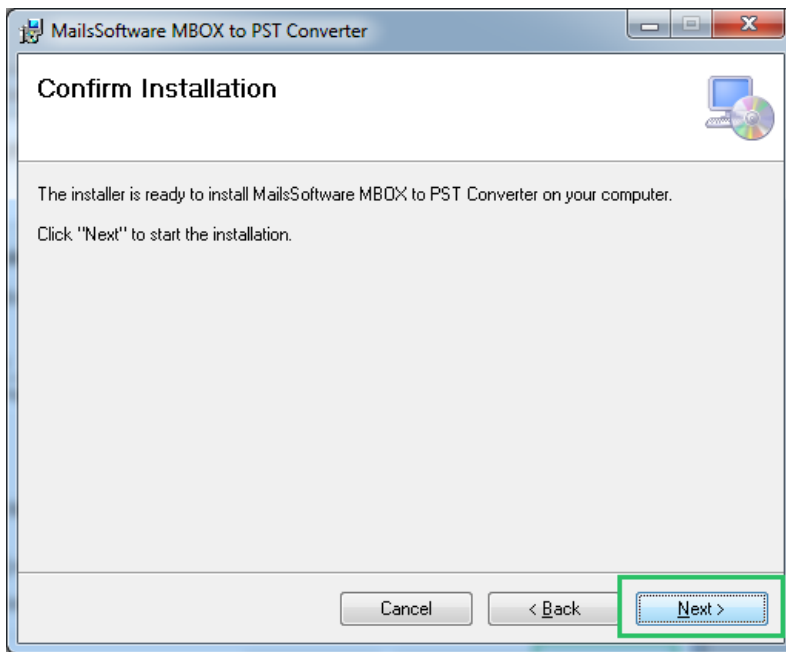 MailsSoftware MBOX to PST Converter
Confirm Installation
The installer is ready to install MailsSoftware MBOX to PST Converter on your computer.
Click "Next" to start the installation.
Cancel
< Back
Next >